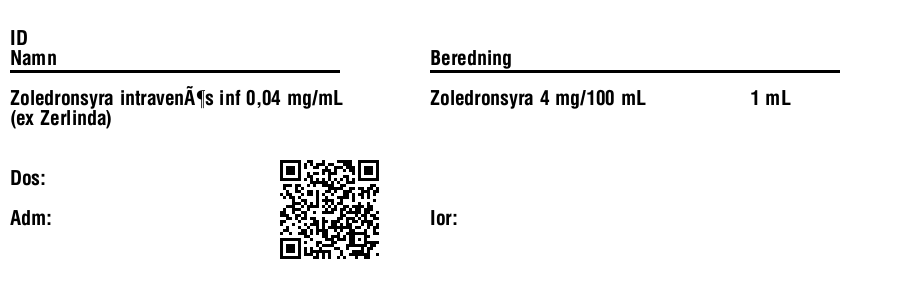 ID
Namn
Beredning
Zoledronsyra intravenÃ¶s inf 0,04 mg/mL
(ex Zerlinda)
Zoledronsyra 4 mg/100 mL 1 mL
Dos:
Adm:
Ior: